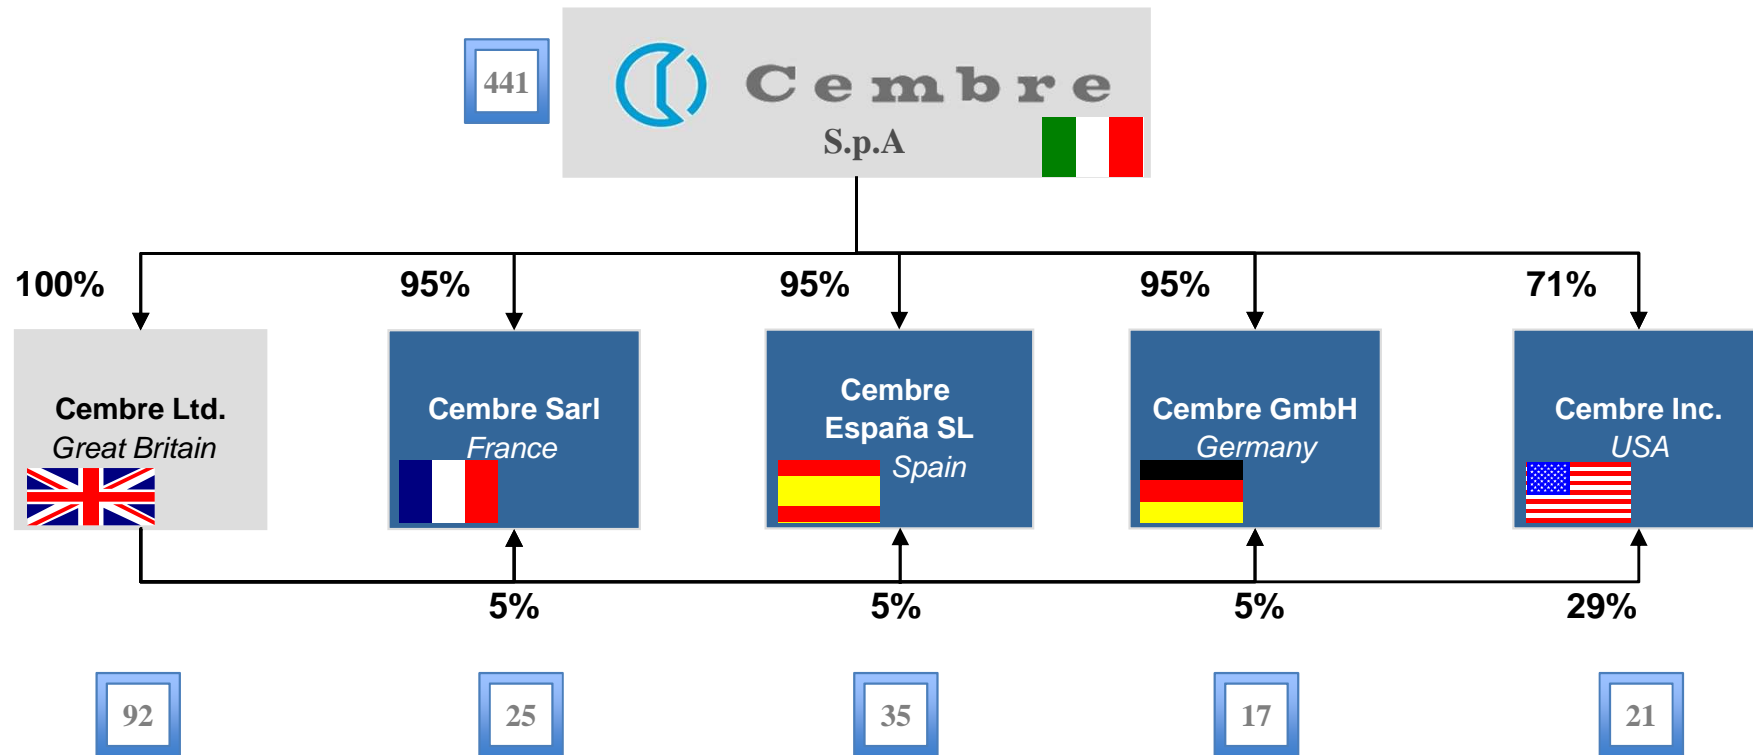 441
Cembre
S.p.A
100%
95%
95%
95%
71%
Cembre Ltd.
Great Britain
Cembre Sarl
France
Cembre
España SL
Spain
Cembre GmbH
Germany
Cembre Inc.
USA
5%
5%
5%
29%
92
25
35
17
21